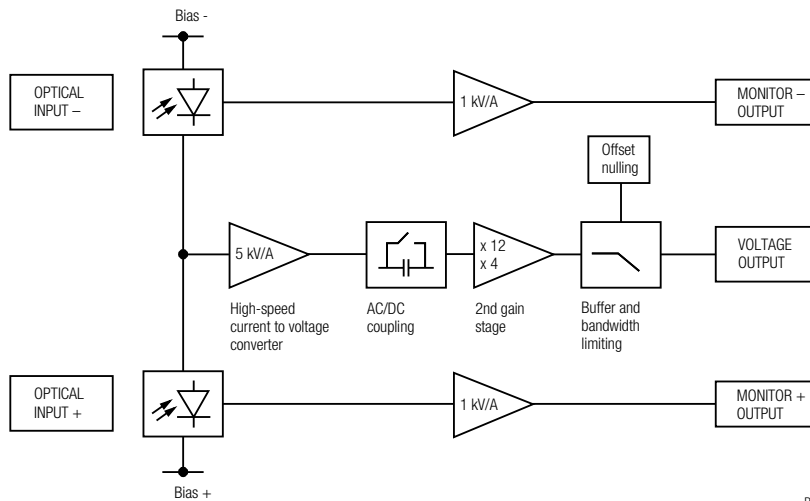 Bias -
OPTICAL
INPUT –
1 kV/A
MONITOR –
OUTPUT
Offset
nulling
5 kV/A
x 12
x 4
VOLTAGE
OUTPUT
High-speed
current to voltage
converter
AC/DC
coupling
2nd gain
stage
Buffer and
bandwidth
limiting
OPTICAL
INPUT +
1 kV/A
MONITOR +
OUTPUT
Bias +